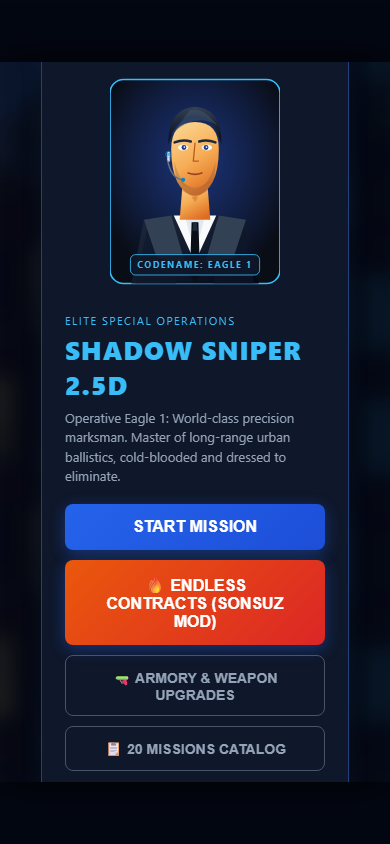 CODENAME: EAGLE 1
ELITE SPECIAL OPERATIONS
SHADOW SNIPER
2.5D
Operative Eagle 1: World-class precision
marksman. Master of long-range urban
ballistics, cold-blooded and dressed to
eliminate.
START MISSION
🔥 ENDLESS
CONTRACTS (SONSUZ
MOD)
🔫 ARMORY & WEAPON
UPGRADES
📋 20 MISSIONS CATALOG